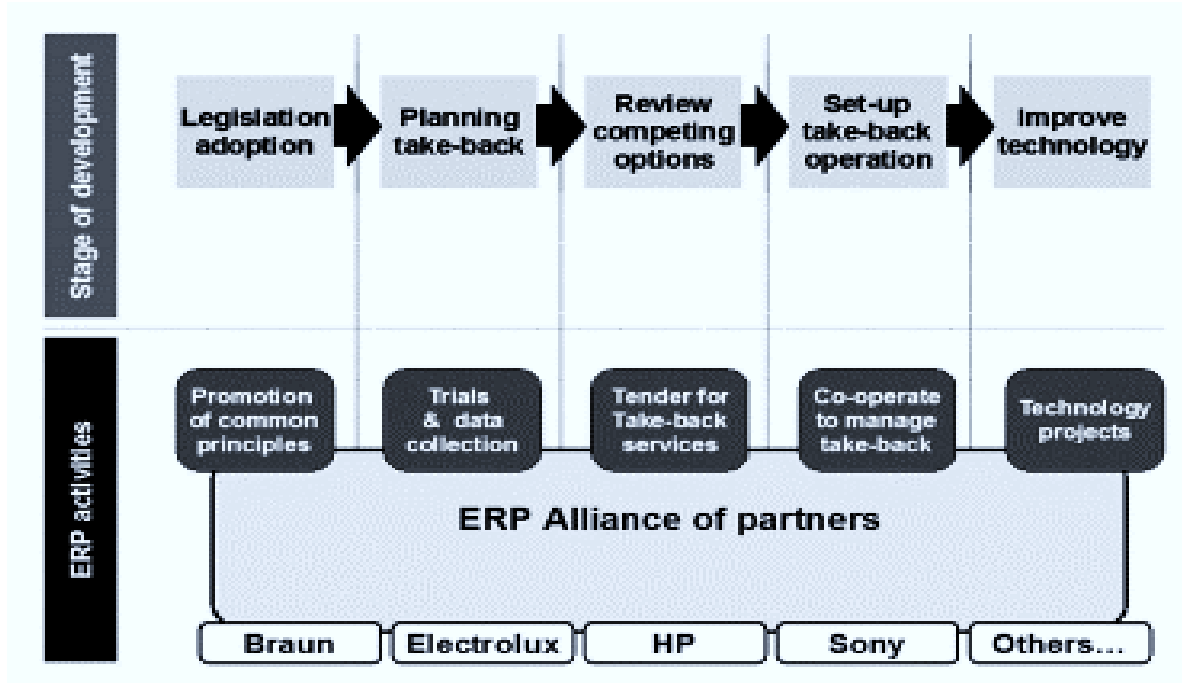 Stage of development
Legislation
adoption
Planning
take-back
Review
competing
options
Set-up
take-back
operation
Improve
technology
ERP activities
Promotion
of common
principles
Trials
& data
collection
Tender for
Take-back
services
Co-operate
to manage
take-back
Technology
projects
ERP Alliance of partners
Braun
Electrolux
HP
Sony
Others...